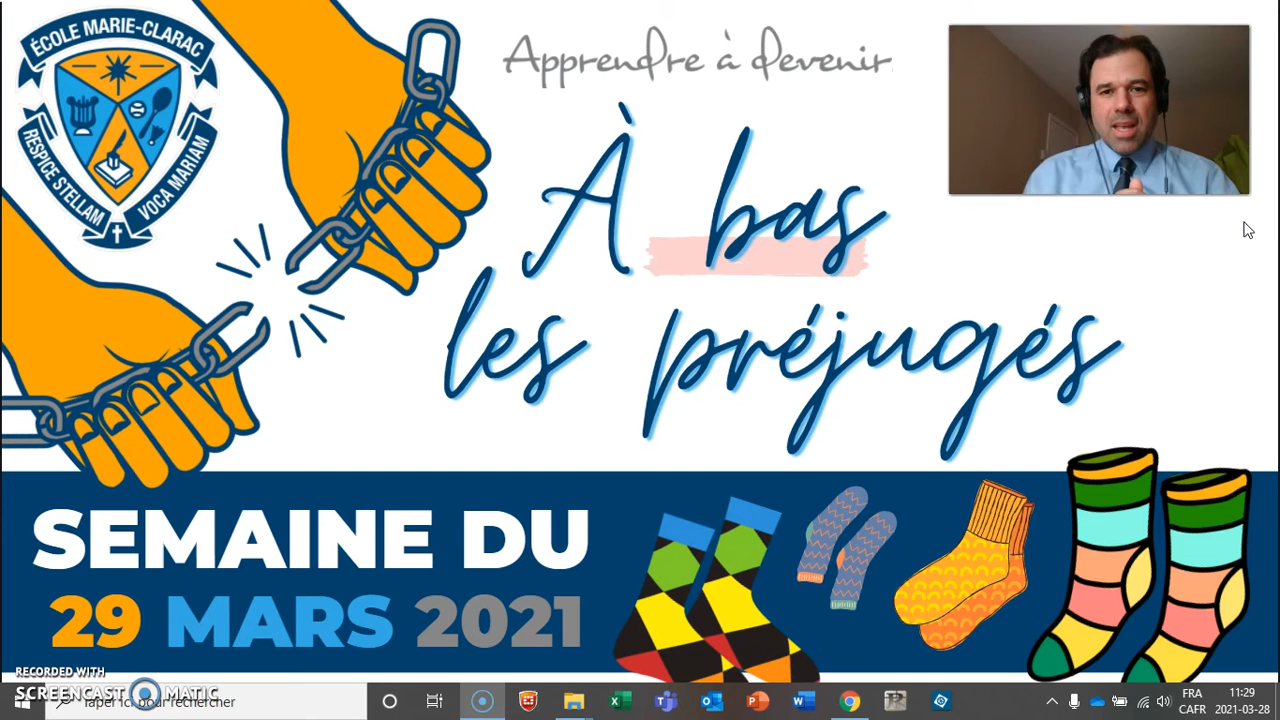 ÉCOLE MARIE-CLARAC
RESPICE STELLAM
VOCA MARIAM
Apprendre à devenir
À bas
les préjugés
SEMAINE DU
29 MARS 2021
RECORDED WITH
SCREENCAST MATIC
Taper ici pour rechercher
FRA
CAFR
11:29
2021-03-28